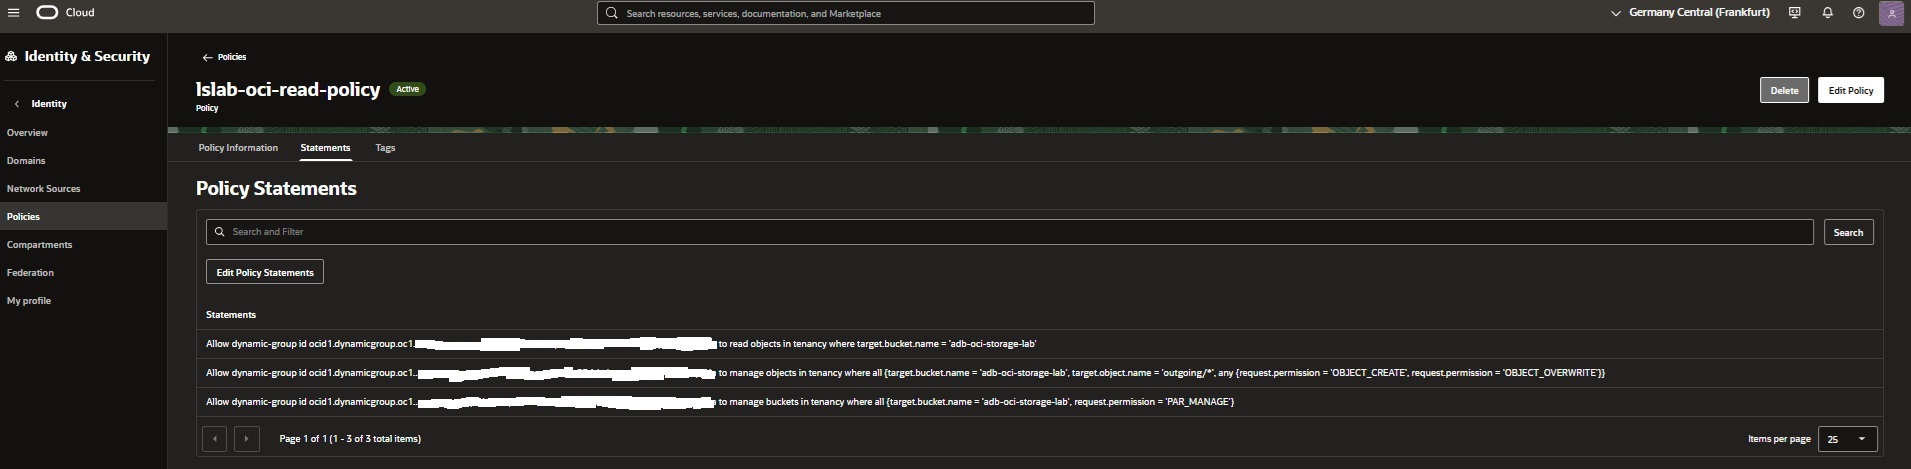 Cloud
Search resources, services, documentation, and Marketplace
Germany Central (Frankfurt)
Identity & Security
Identity
Overview
Domains
Network Sources
Policies
Compartments
Federation
My profile
Policies
lslab-oci-read-policy Active
Policy
Delete Edit Policy
Policy Information Statements Tags
Policy Statements
Search and Filter Search
Edit Policy Statements
Statements
Allow dynamic-group id ocid1.dynamicgroup.oc1. to read objects in tenancy where target.bucket.name = 'adb-oci-storage-lab'
Allow dynamic-group id ocid1.dynamicgroup.oc1.. to manage objects in tenancy where all {target.bucket.name = 'adb-oci-storage-lab', target.object.name = 'outgoing/*', any {request.permission = 'OBJECT_CREATE', request.permission = 'OBJECT_OVERWRITE'}}
Allow dynamic-group id ocid1.dynamicgroup.oc1.. to manage buckets in tenancy where all {target.bucket.name = 'adb-oci-storage-lab', request.permission = 'PAR_MANAGE'}
Page 1 of 1 (1 - 3 of 3 total items)
Items per page 25